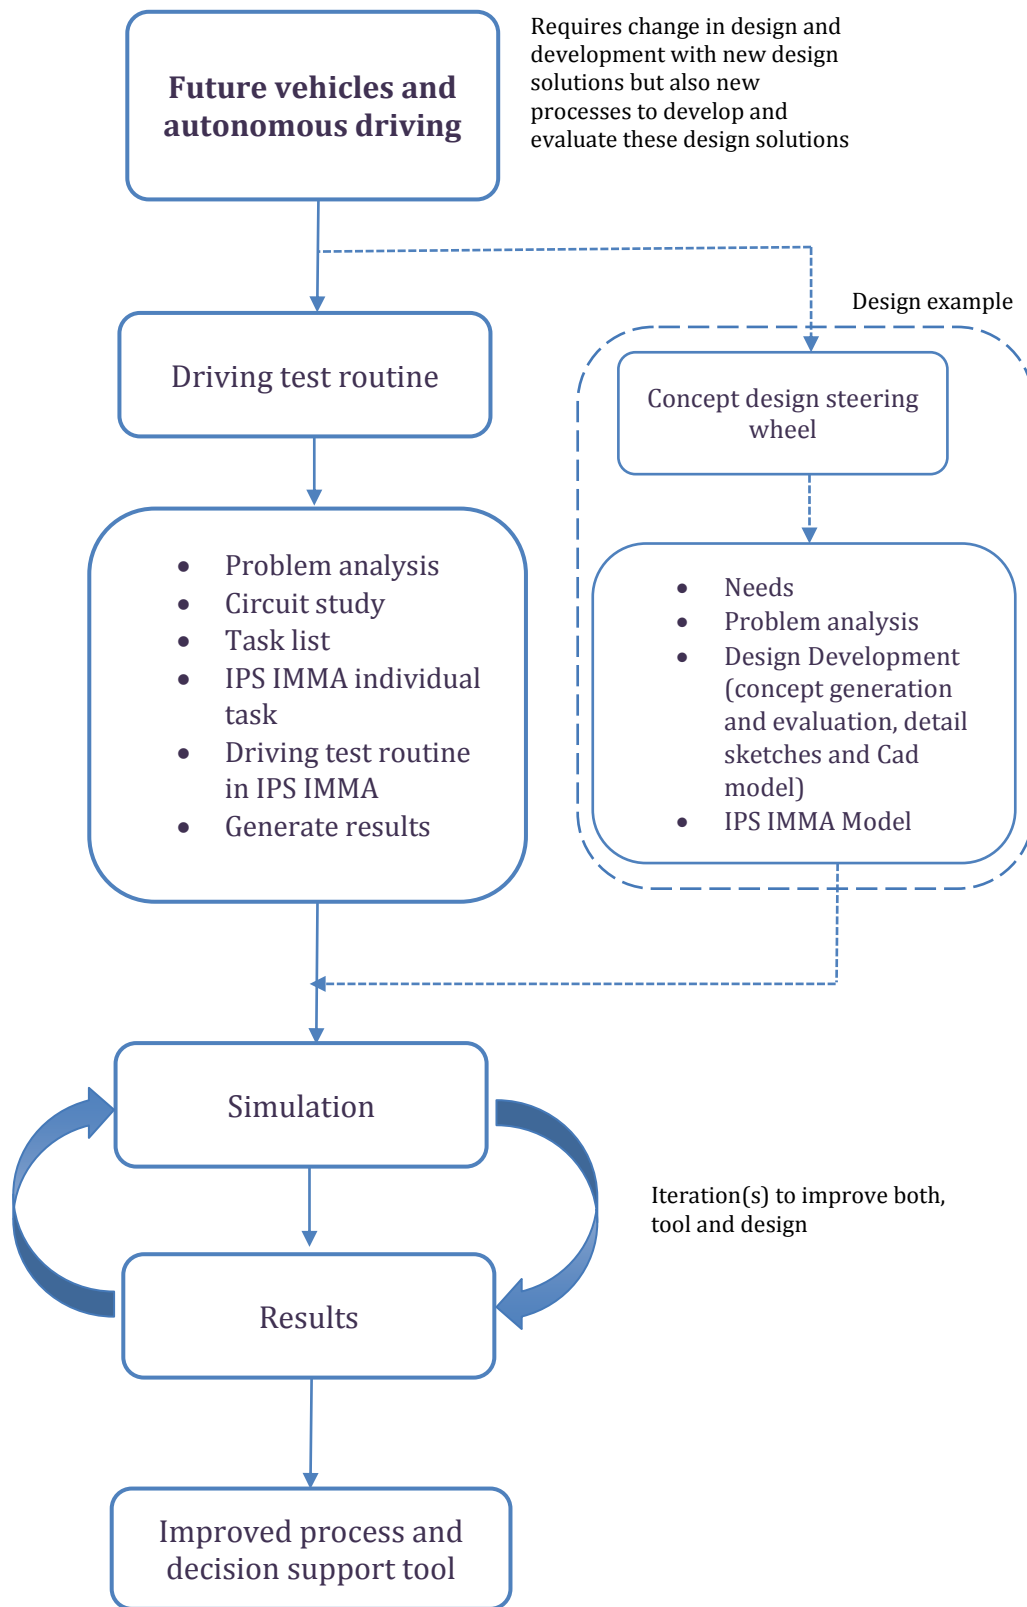 Future vehicles and
autonomous driving
Requires change in design and
development with new design
solutions but also new
processes to develop and
evaluate these design solutions
Driving test routine
Design example
Concept design steering
wheel
• Problem analysis
• Circuit study
• Task list
• IPS IMMA individual
task
• Driving test routine
in IPS IMMA
• Generate results
• Needs
• Problem analysis
• Design Development
(concept generation
and evaluation, detail
sketches and Cad
model)
• IPS IMMA Model
Simulation
Iteration(s) to improve both,
tool and design
Results
Improved process and
decision support tool